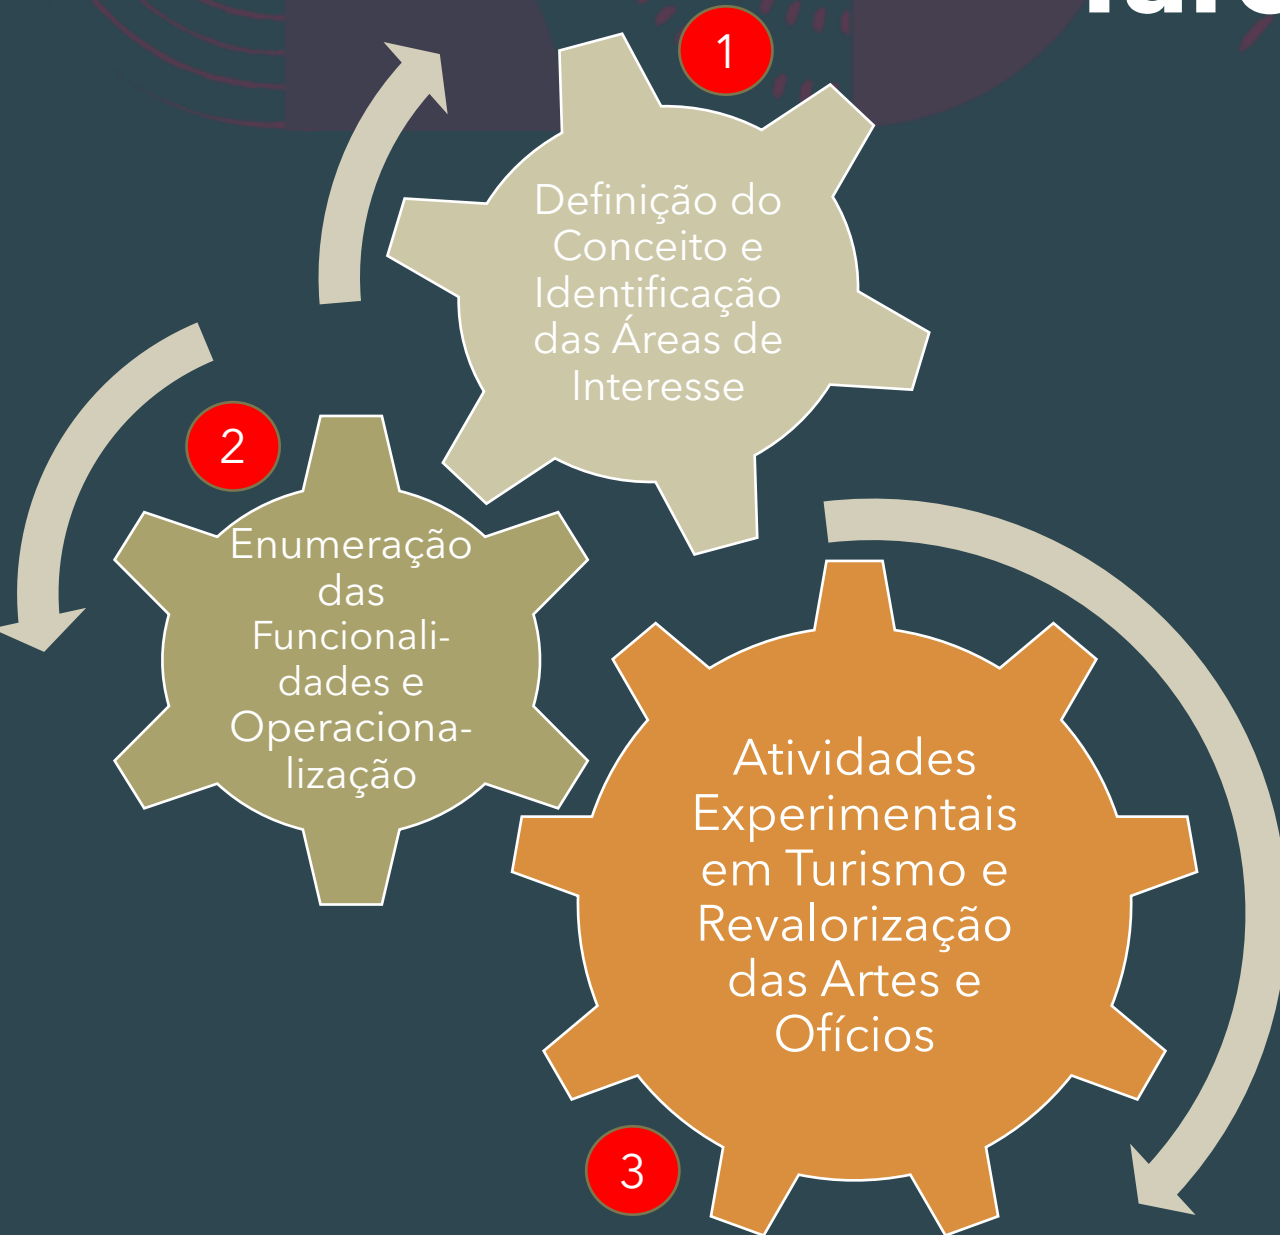 1
Definição do
Conceito e
Identificação
das Áreas de
Interesse
2
Enumeração
das
Funcionali-
dades e
Operaciona-
lização
Atividades
Experimentais
em Turismo e
Revalorização
das Artes e
Ofícios
3